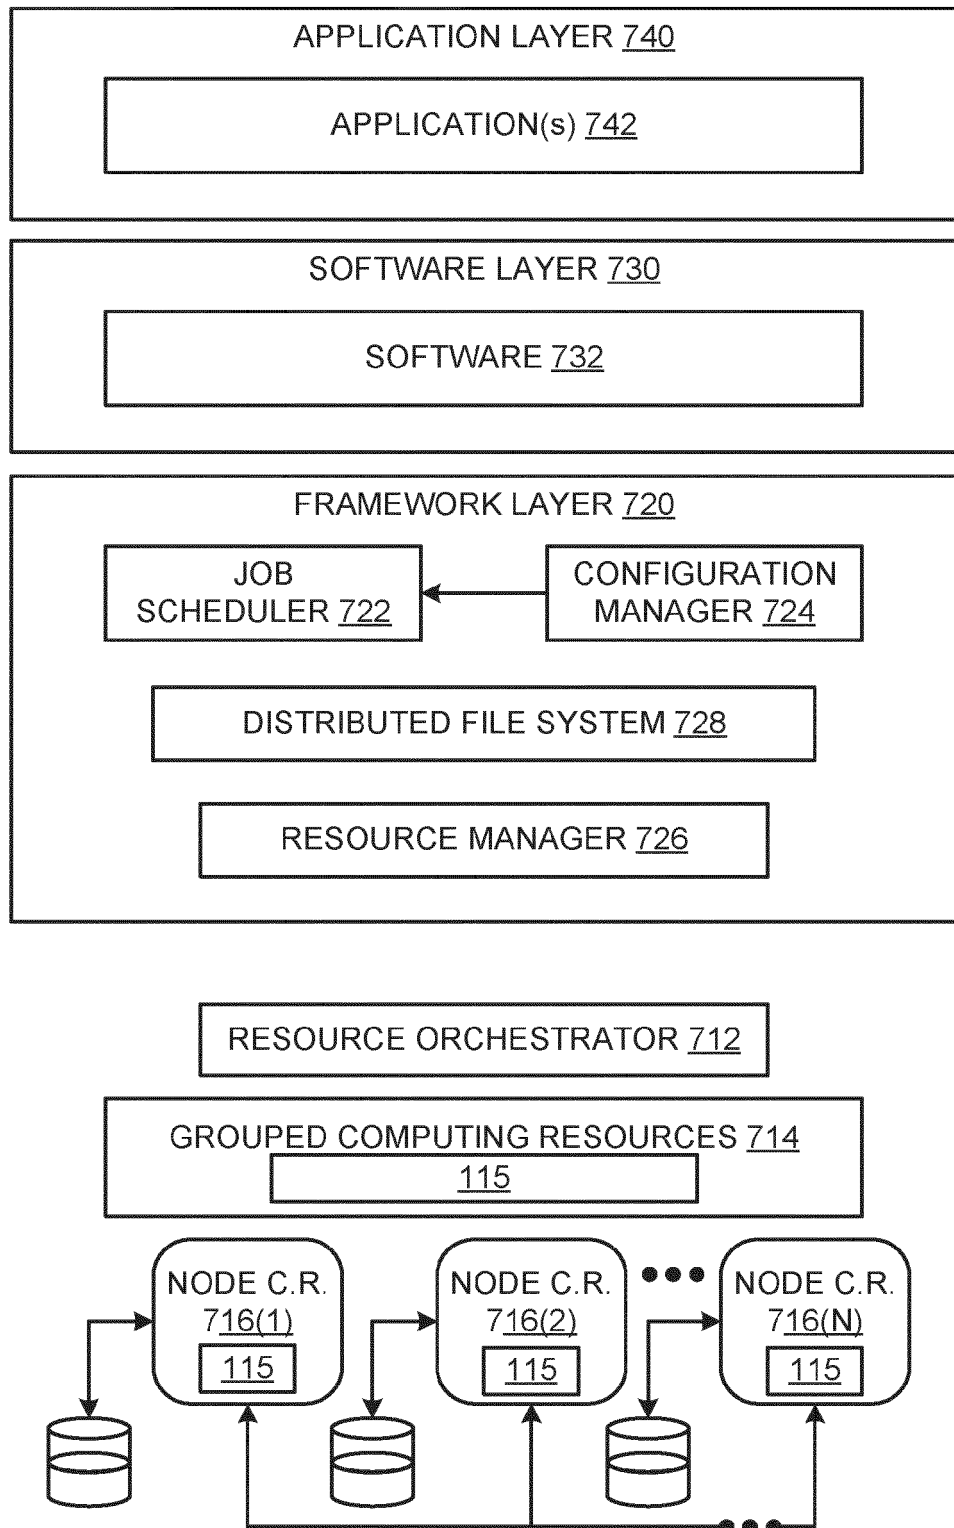 APPLICATION LAYER 740
APPLICATION(s) 742
SOFTWARE LAYER 730
SOFTWARE 732
FRAMEWORK LAYER 720
JOB
SCHEDULER 722
CONFIGURATION
MANAGER 724
DISTRIBUTED FILE SYSTEM 728
RESOURCE MANAGER 726
RESOURCE ORCHESTRATOR 712
GROUPED COMPUTING RESOURCES 714
115
NODE C.R.
716(1)
115
NODE C.R.
716(2)
115
NODE C.R.
716(N)
115